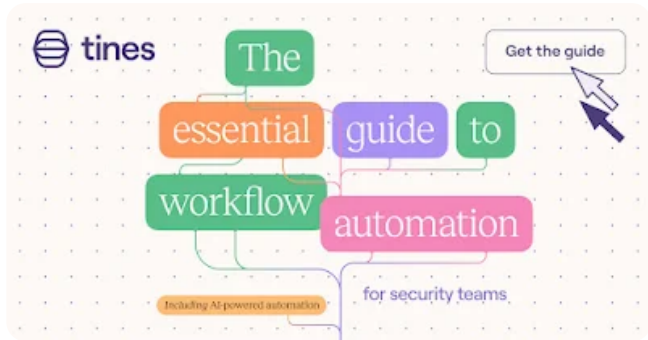 tines
Get the guide
The
essential guide to
workflow
automation
for security teams
Including AI-powered automation